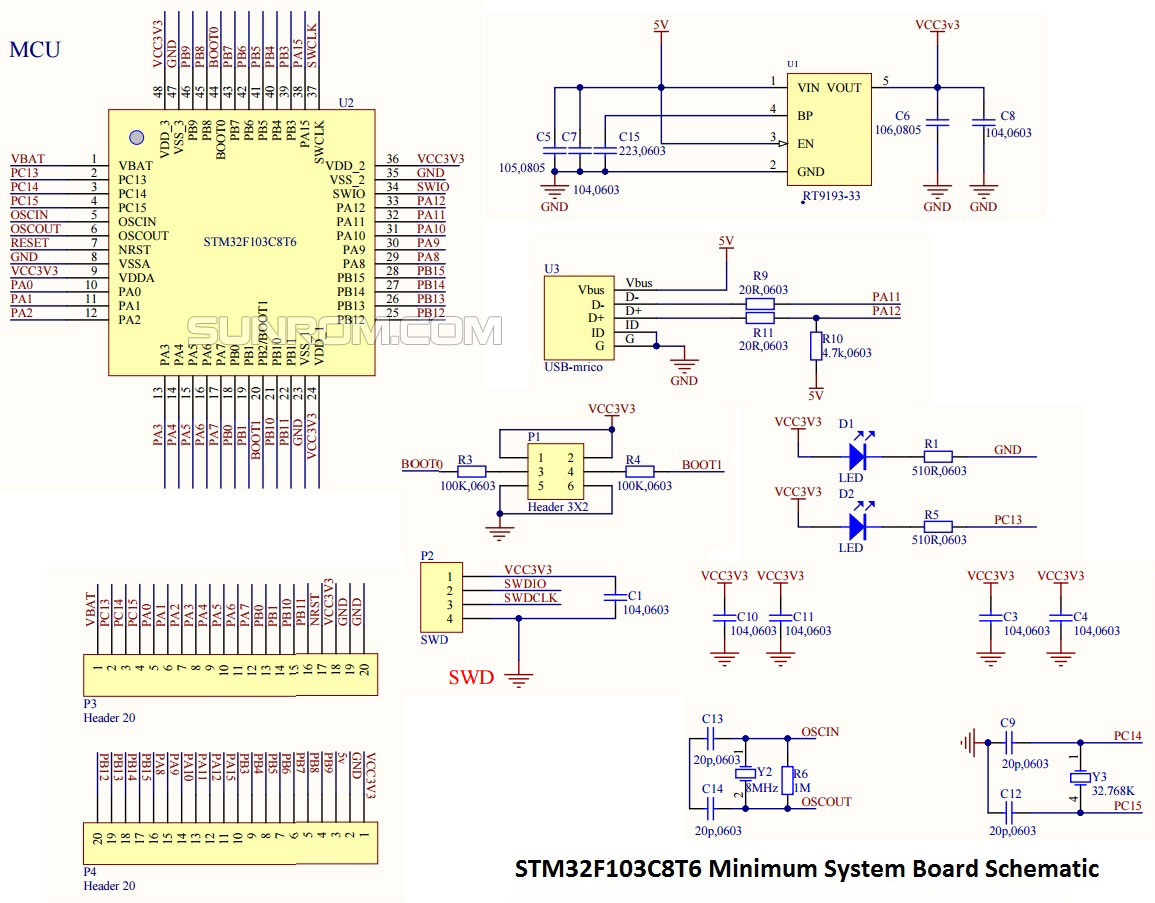 MCU
VCC3V3 GND PB9 PB8 BOOT0 PB7 PB6 PB5 PB4 PB3 PA15 SWCLK
48 47 46 45 44 43 42 41 40 39 38 37
U2
VDD_3 VSS_3 PB9 PB8 BOOT0 PB7 PB6 PB5 PB4 PB3 PA15 SWCLK
VBAT 1 VBAT
PC13 2 PC13
PC14 3 PC14
PC15 4 PC15
OSCIN 5 OSCIN
OSCOUT 6 OSCOUT
RESET 7 NRST
GND 8 VSSA
VCC3V3 9 VDDA
PA0 10 PA0
PA1 11 PA1
PA2 12 PA2
STM32F103C8T6
VDD_2 36 VCC3V3
VSS_2 35 GND
SWIO 34 SWIO
PA12 33 PA12
PA11 32 PA11
PA10 31 PA10
PA9 30 PA9
PA8 29 PA8
PB15 28 PB15
PB14 27 PB14
PB13 26 PB13
PB12 25 PB12
PA3 PA4 PA5 PA6 PA7 PB0 PB1 PB2/BOOT1 PB10 PB11 VSS_1 VDD_1
13 14 15 16 17 18 19 20 21 22 23 24
PA3 PA4 PA5 PA6 PA7 PB0 PB1 BOOT1 PB10 PB11 GND VCC3V3
SUNROM.COM
5V
VCC3v3
U1
1 VIN VOUT 5
4 BP
3 EN
2 GND
RT9193-33
C5
105,0805
C7
104,0603
C15
223,0603
GND
C6
106,0805
C8
104,0603
GND
GND
5V
U3
Vbus Vbus
D- D-
D+ D+
ID ID
G G
USB-mrico
GND
R9
20R,0603
R11
20R,0603
PA11
PA12
R10
4.7k,0603
5V
VCC3V3
P1
BOOT0
R3
100K,0603
1 2
3 4
5 6
Header 3X2
R4
100K,0603
BOOT1
VCC3V3
D1
LED
R1
510R,0603
GND
VCC3V3
D2
LED
R5
510R,0603
PC13
P2
1 VCC3V3
2 SWDIO
3 SWDCLK
4
SWD
C1
104,0603
SWD
VCC3V3
C10
104,0603
VCC3V3
C11
104,0603
VCC3V3
C3
104,0603
VCC3V3
C4
104,0603
VBAT PC13 PC14 PC15 PA0 PA1 PA2 PA3 PA4 PA5 PA6 PA7 PB0 PB1 PB10 PB11 NRST VCC3V3 GND GND
1 2 3 4 5 6 7 8 9 10 11 12 13 14 15 16 17 18 19 20
P3
Header 20
PB12 PB13 PB14 PB15 PA8 PA9 PA10 PA11 PA12 PA15 PB3 PB4 PB5 PB6 PB7 PB8 PB9 5v GND VCC3V3
20 19 18 17 16 15 14 13 12 11 10 9 8 7 6 5 4 3 2 1
P4
Header 20
C13
20p,0603
C14
20p,0603
1
Y2
8MHz
2
R6
1M
OSCIN
OSCOUT
C9
20p,0603
C12
20p,0603
1
Y3
32.768K
4
PC14
PC15
STM32F103C8T6 Minimum System Board Schematic